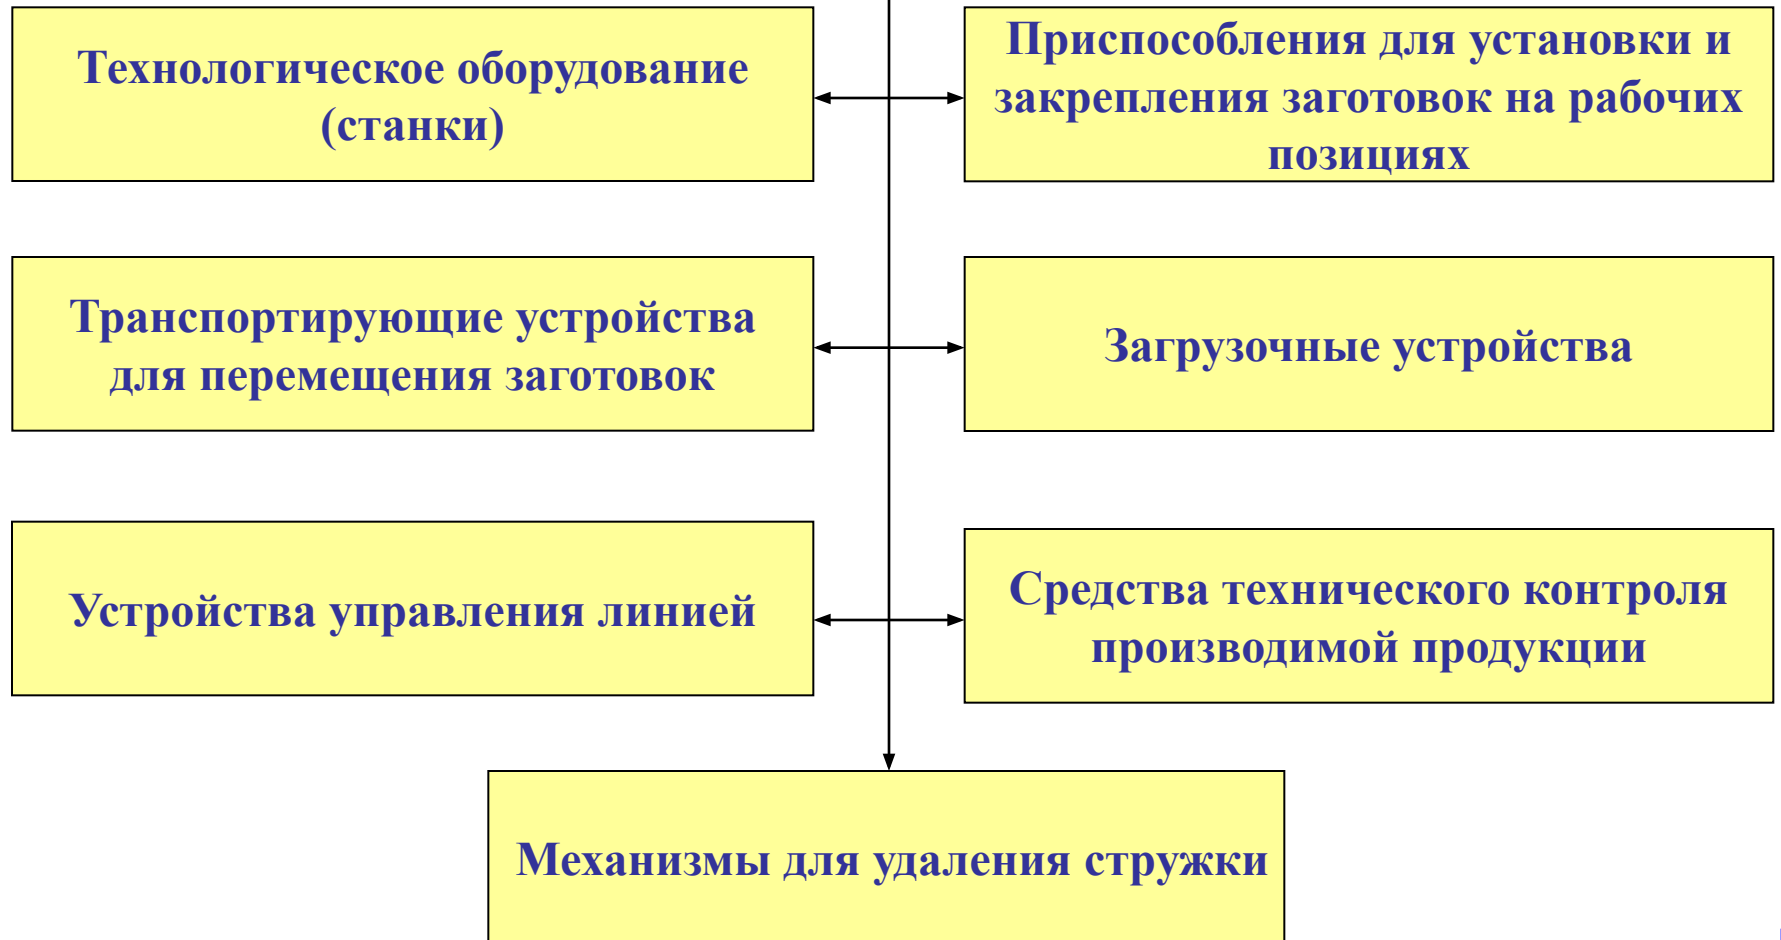 Технологическое оборудование
(станки)
Приспособления для установки и
закрепления заготовок на рабочих
позициях
Транспортирующие устройства
для перемещения заготовок
Загрузочные устройства
Устройства управления линией
Средства технического контроля
производимой продукции
Механизмы для удаления стружки